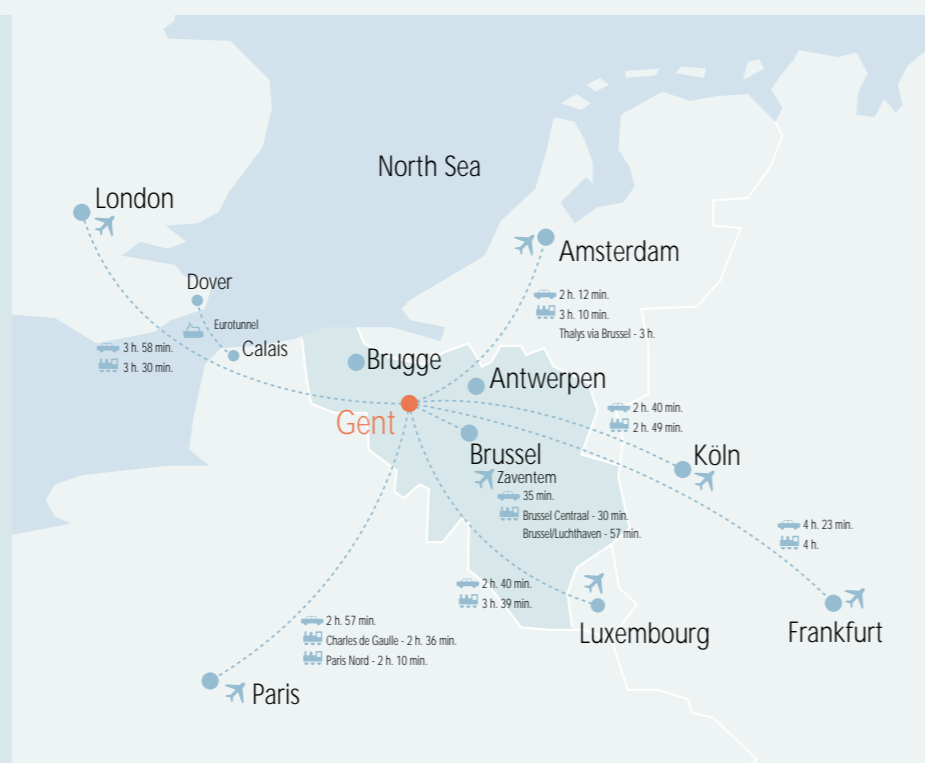 North Sea
London
Amsterdam
Dover
2 h. 12 min.
3 h. 10 min.
Thalys via Brussel - 3 h.
Eurotunnel
3 h. 58 min.
3 h. 30 min.
Calais
Brugge
Antwerpen
Gent
2 h. 40 min.
2 h. 49 min.
Brussel
Zaventem
35 min.
Brussel Centraal - 30 min.
Brussel/Luchthaven - 57 min.
Köln
4 h. 23 min.
4 h.
2 h. 40 min.
3 h. 39 min.
Luxembourg
Frankfurt
2 h. 57 min.
Charles de Gaulle - 2 h. 36 min.
Paris Nord - 2 h. 10 min.
Paris